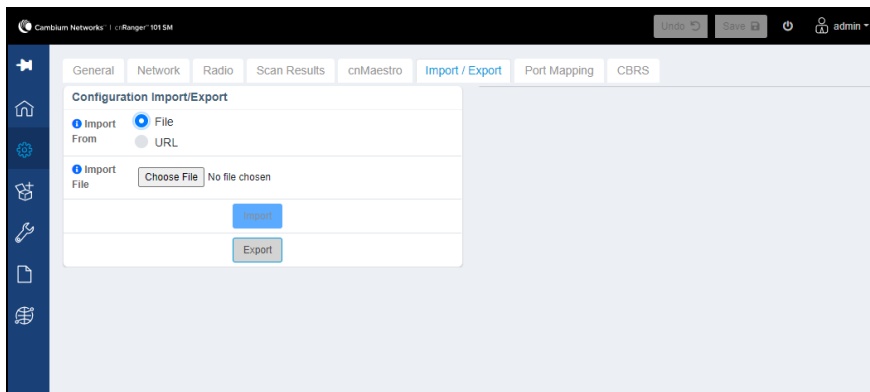 Cambium Networks™ | cnRanger™ 101 SM
Undo Save admin
General Network Radio Scan Results cnMaestro Import / Export Port Mapping CBRS
Configuration Import/Export
Import From
File
URL
Import File
Choose File No file chosen
Import
Export